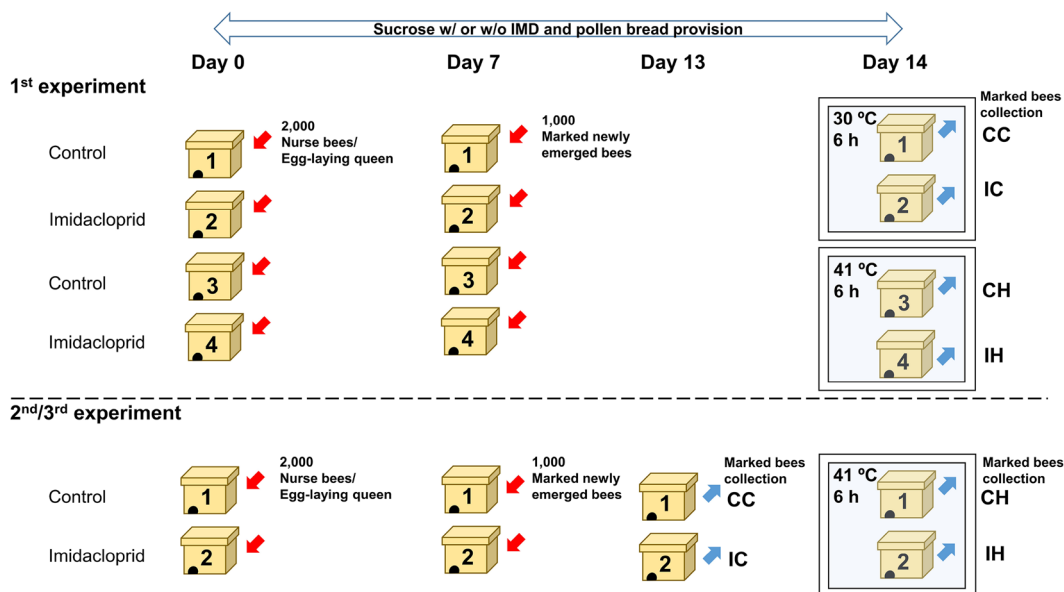 Sucrose w/ or w/o IMD and pollen bread provision
Day 0 Day 7 Day 13 Day 14
1st experiment
Control
1
2,000
Nurse bees/
Egg-laying queen
1
1,000
Marked newly
emerged bees
30 ºC
6 h
1
Marked bees
collection
CC
Imidacloprid
2
2
2
IC
Control
3
3
41 ºC
6 h
3
CH
Imidacloprid
4
4
4
IH
2nd/3rd experiment
Control
1
2,000
Nurse bees/
Egg-laying queen
1
1,000
Marked newly
emerged bees
1
Marked bees
collection
CC
41 ºC
6 h
1
Marked bees
collection
CH
Imidacloprid
2
2
2
IC
2
IH